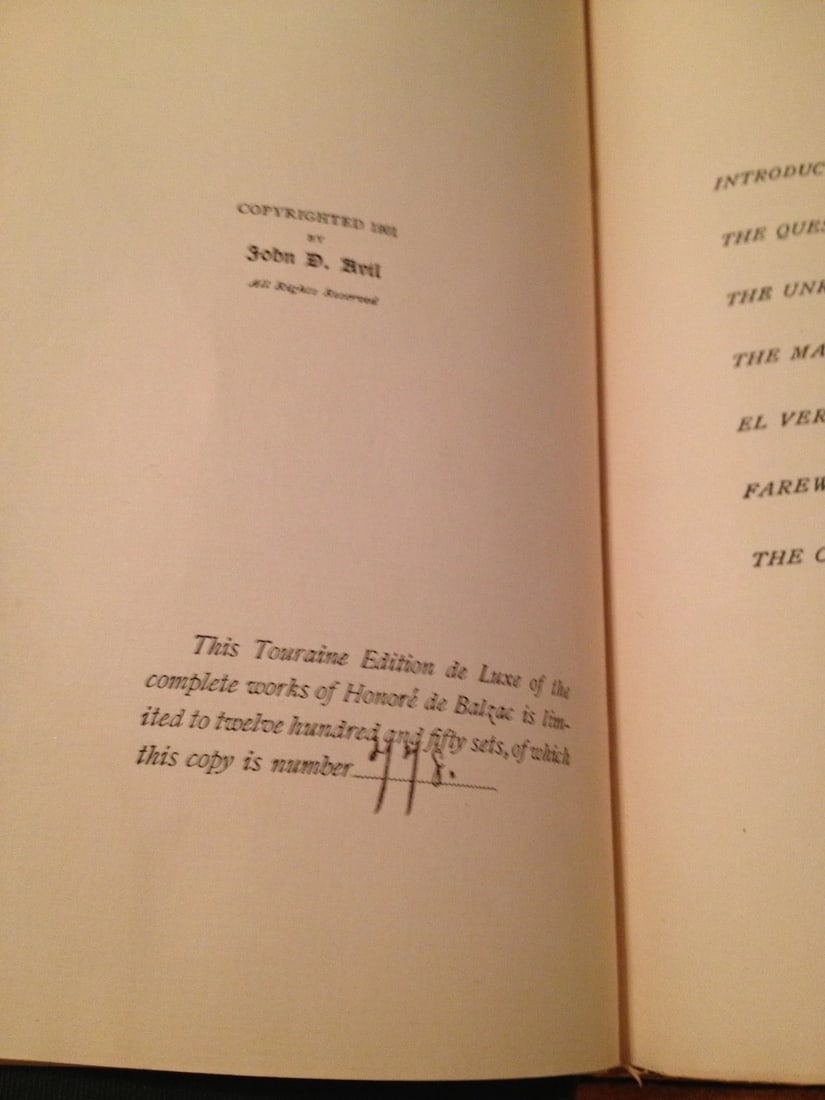 COPYRIGHTED 1901
BY
John D. Avil
All Rights Reserved
This Touraine Edition de Luxe of the
complete works of Honoré de Balzac is lim-
ited to twelve hundred and fifty sets, of which
this copy is number 778.
INTRODUC
THE QUES
THE UNK
THE MA
EL VER
FAREW
THE C